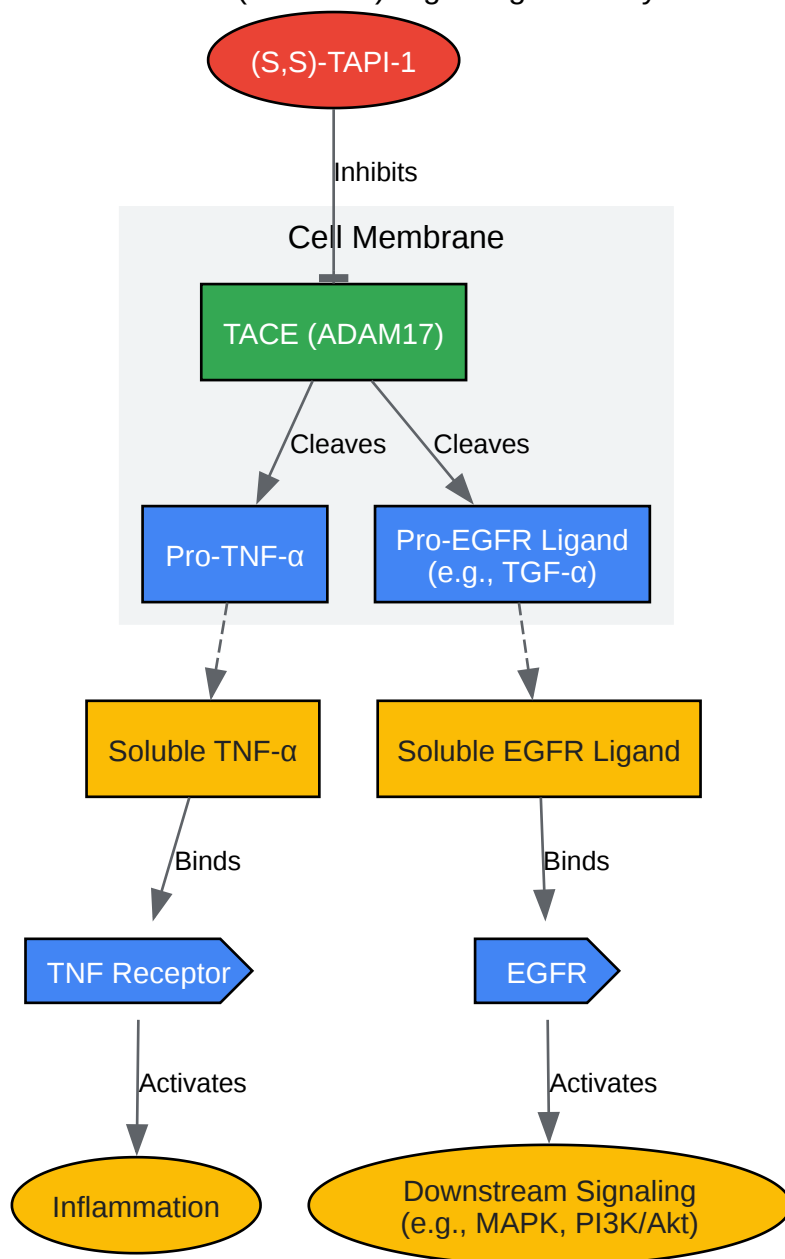 (S,S)-TAPI-1
Inhibits
Cell Membrane
TACE (ADAM17)
Cleaves
Cleaves
Pro-TNF-α
Pro-EGFR Ligand
(e.g., TGF-α)
Soluble TNF-α
Soluble EGFR Ligand
Binds
Binds
TNF Receptor
EGFR
Activates
Activates
Inflammation
Downstream Signaling
(e.g., MAPK, PI3K/Akt)